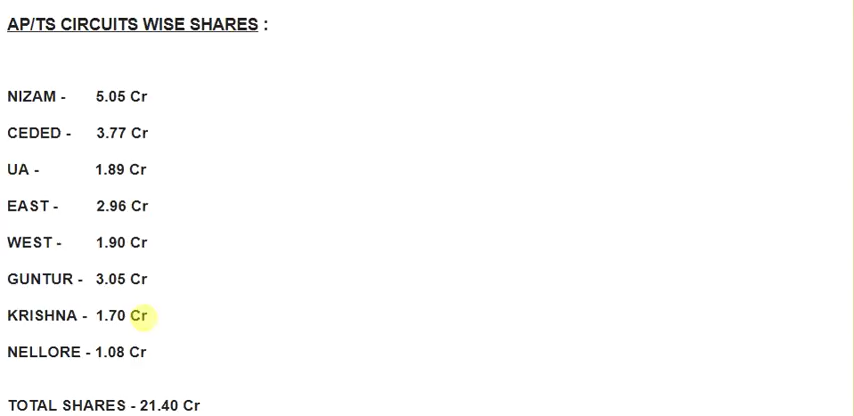 AP/TS CIRCUITS WISE SHARES :
NIZAM - 5.05 Cr
CEDED - 3.77 Cr
UA - 1.89 Cr
EAST - 2.96 Cr
WEST - 1.90 Cr
GUNTUR - 3.05 Cr
KRISHNA - 1.70 Cr
NELLORE - 1.08 Cr
TOTAL SHARES - 21.40 Cr